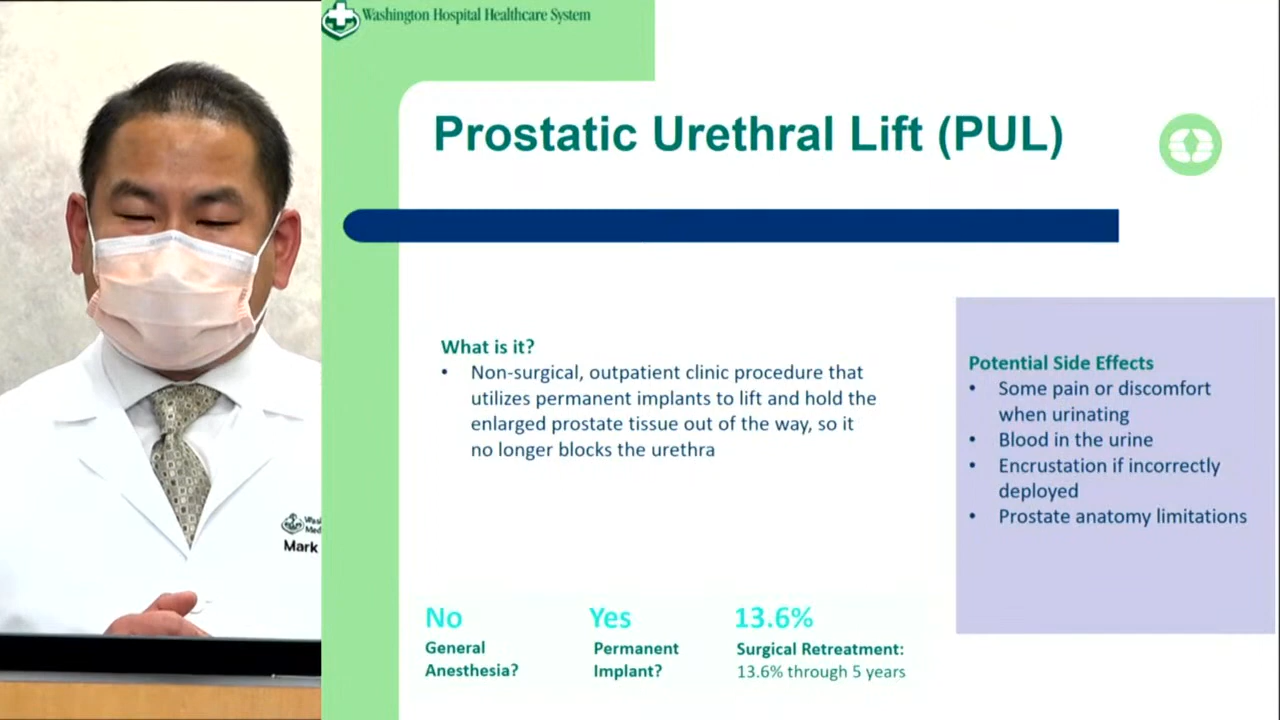 Washington Hospital Healthcare System
Prostatic Urethral Lift (PUL)
What is it?
• Non-surgical, outpatient clinic procedure that
utilizes permanent implants to lift and hold the
enlarged prostate tissue out of the way, so it
no longer blocks the urethra
Potential Side Effects
• Some pain or discomfort
when urinating
• Blood in the urine
• Encrustation if incorrectly
deployed
• Prostate anatomy limitations
No
General
Anesthesia?
Yes
Permanent
Implant?
13.6%
Surgical Retreatment:
13.6% through 5 years
Mark